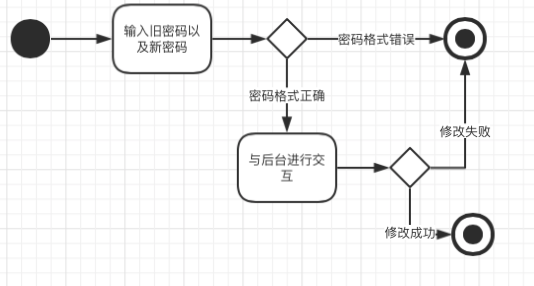 输入旧密码以
及新密码
密码格式错误
密码格式正确
修改失败
与后台进行交
互
修改成功